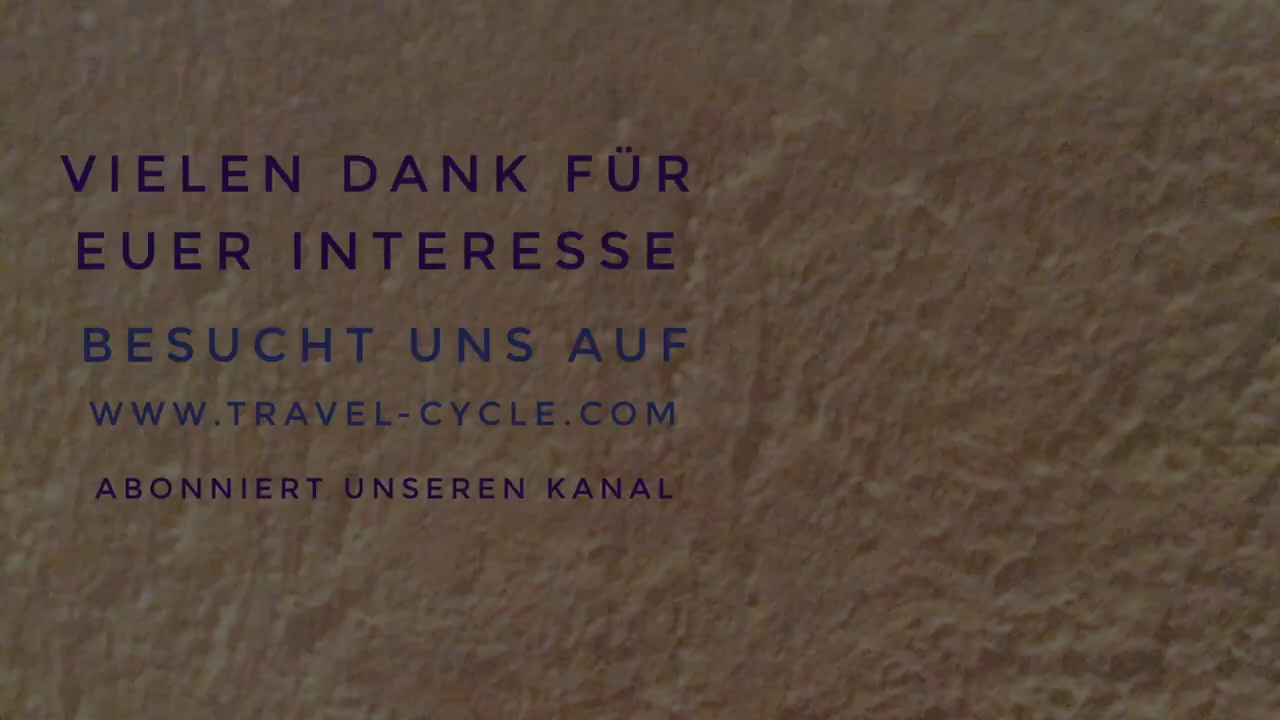 VIELEN DANK FÜR
EUER INTERESSE
BESUCHT UNS AUF
WWW.TRAVEL-CYCLE.COM
ABONNIERT UNSEREN KANAL